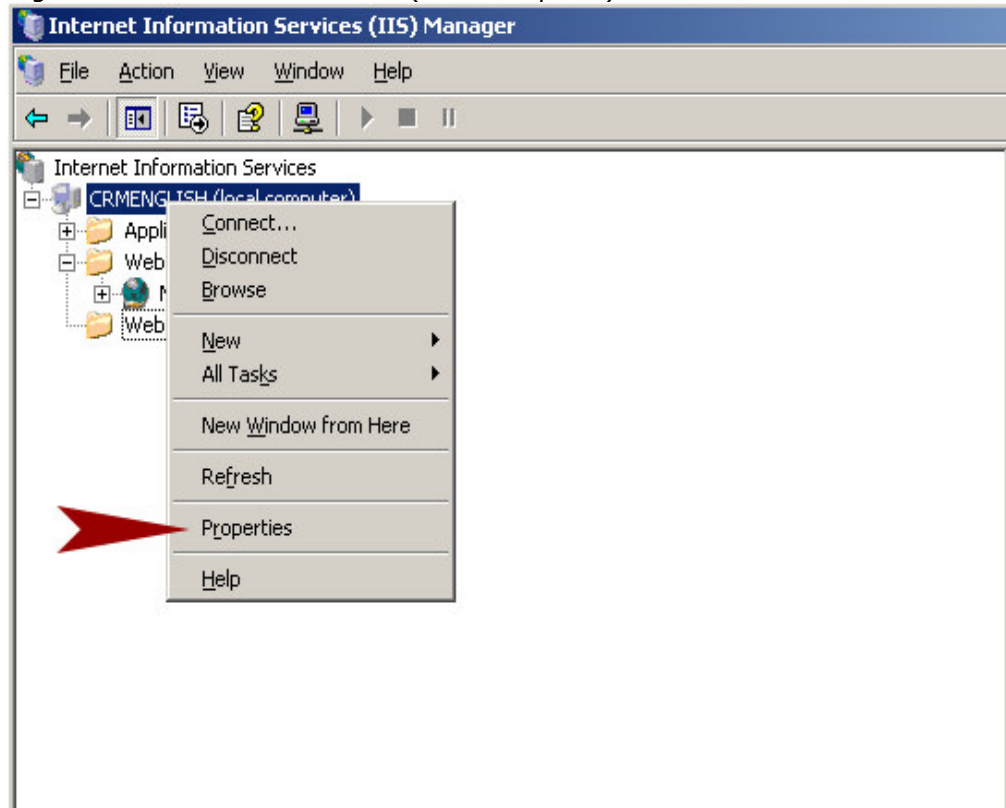 Internet Information Services (IIS) Manager
File Action View Window Help
Internet Information Services
CRMENGLISH (local computer)
Appli
Web
Web
Connect...
Disconnect
Browse
New
All Tasks
New Window from Here
Refresh
Properties
Help